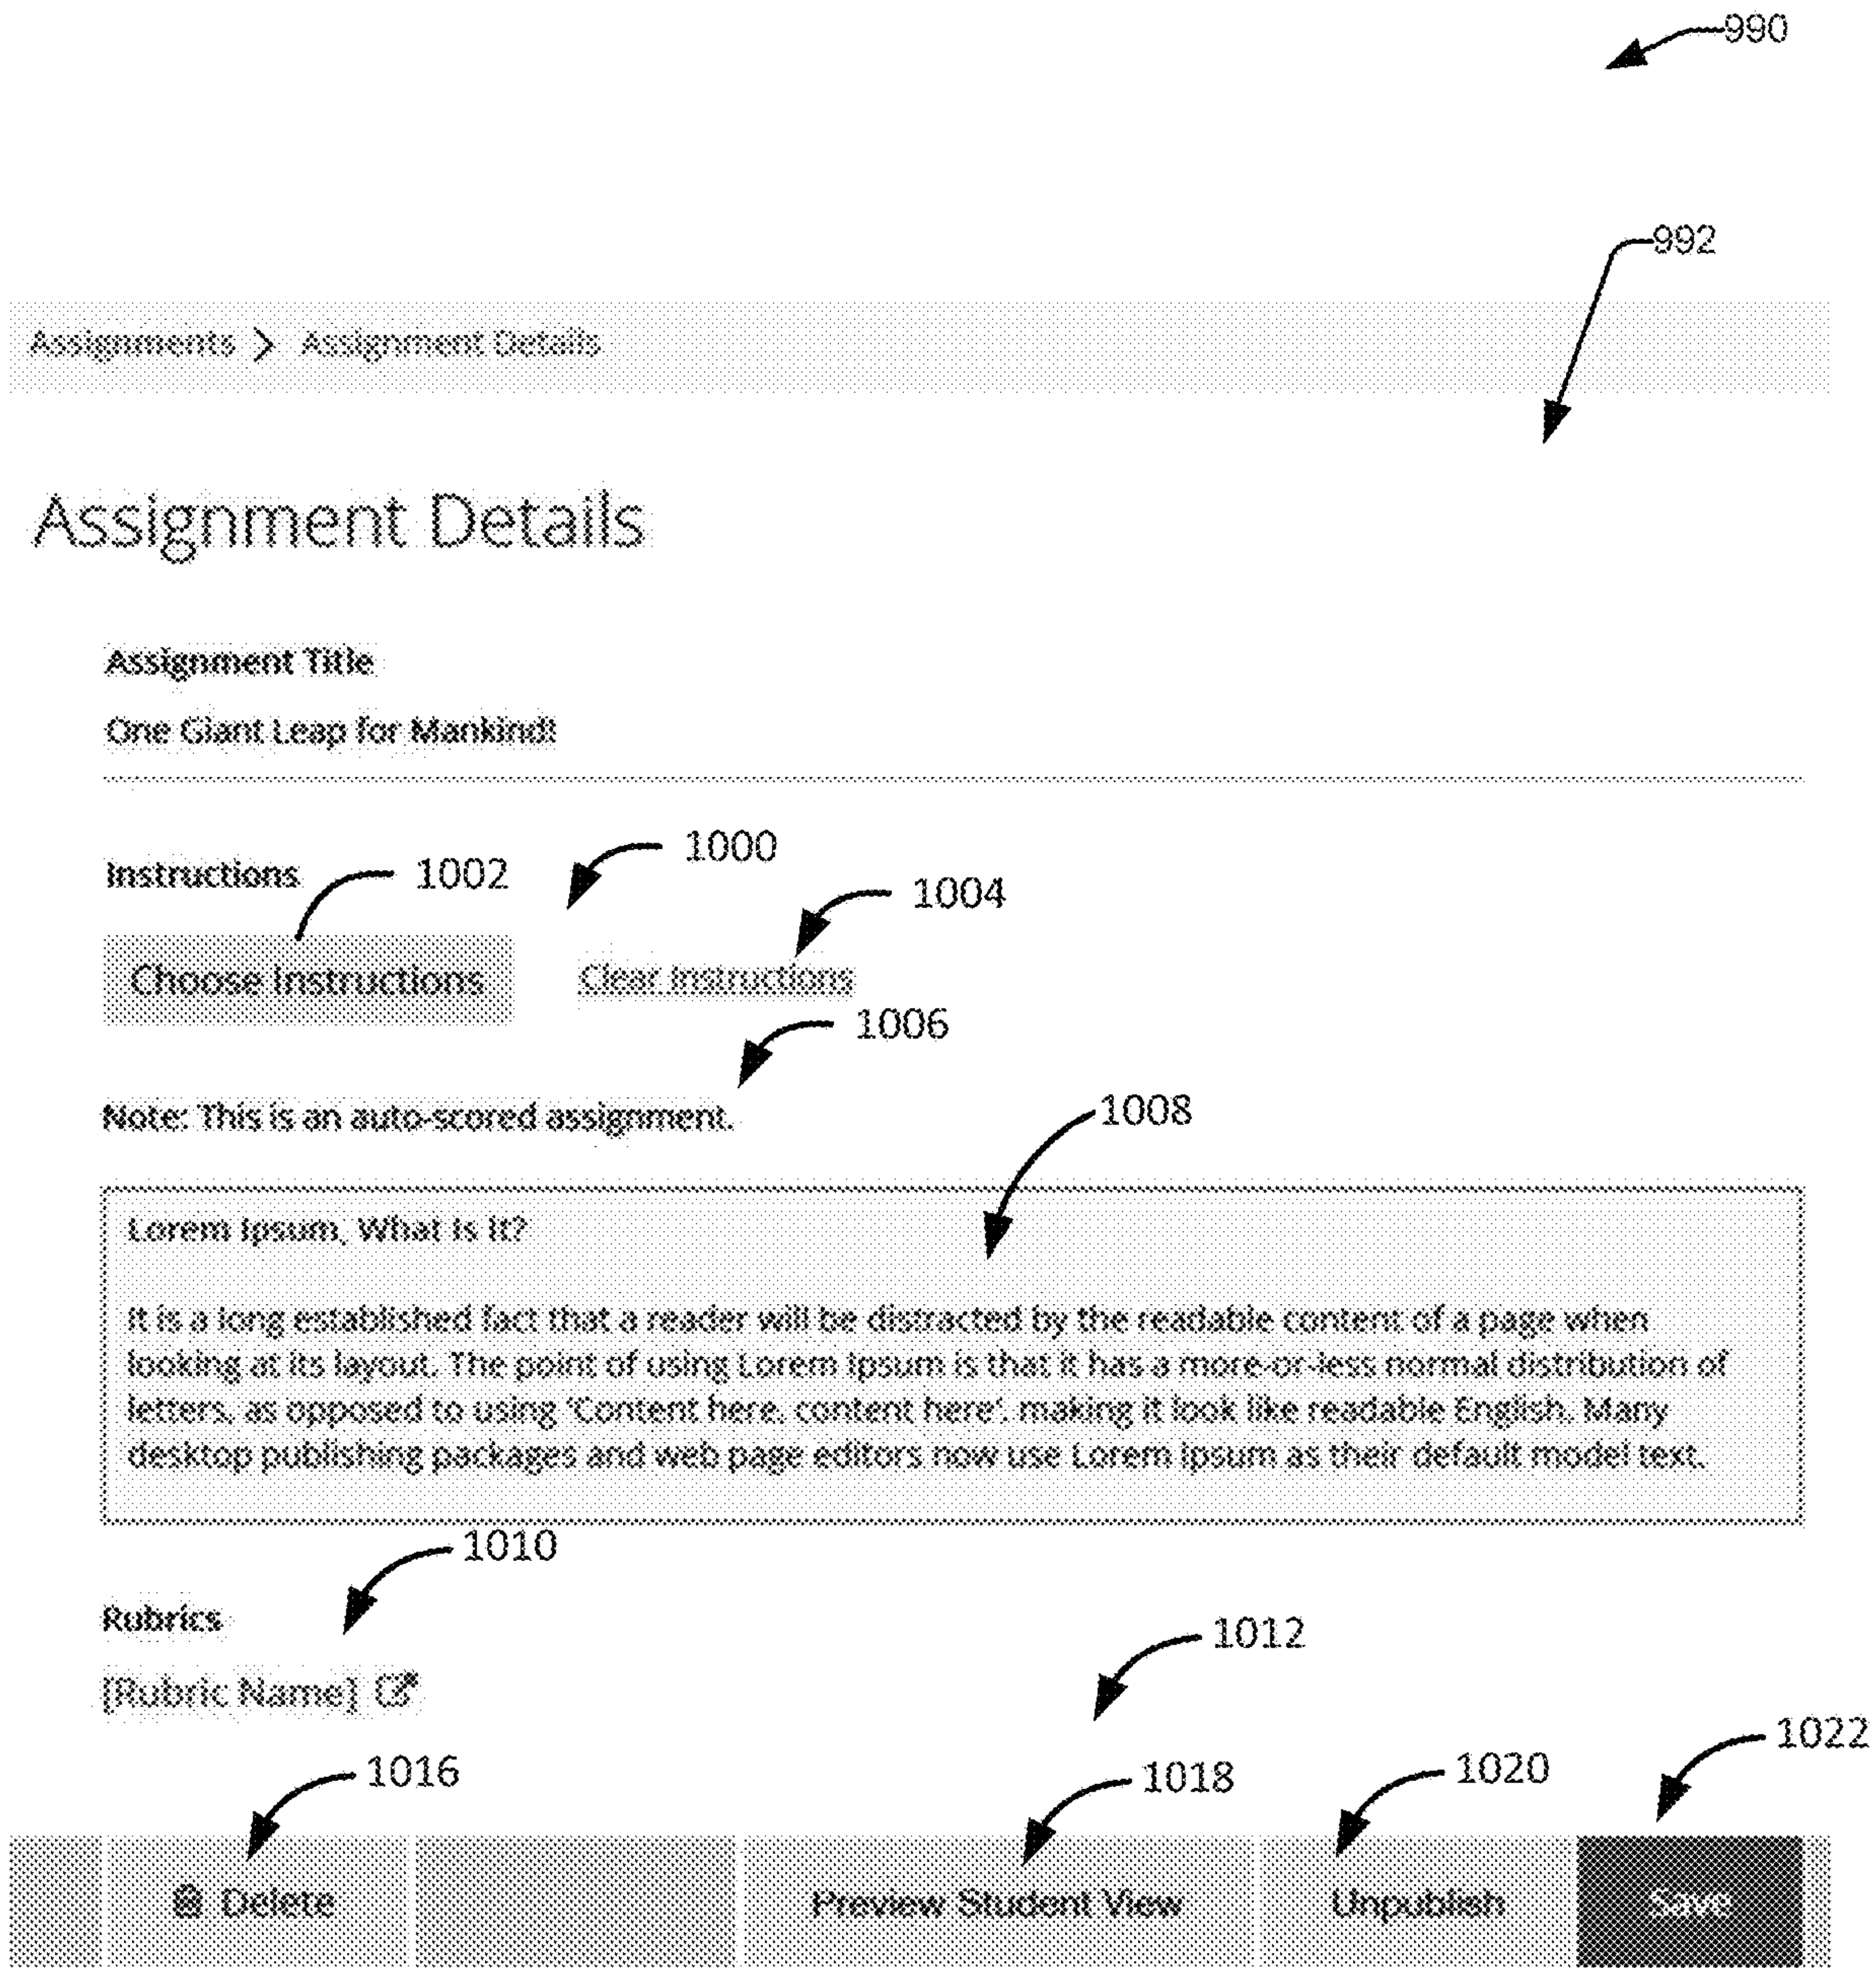 990
992
Assignments > Assignment Details
Assignment Details
Assignment Title
One Giant Leap for Mankind!
1000
Instructions
1002
1004
Choose Instructions Clear Instructions
1006
Note: This is an auto-scored assignment.
1008
Lorem Ipsum, What is it?
It is a long established fact that a reader will be distracted by the readable content of a page when
looking at its layout. The point of using Lorem Ipsum is that it has a more-or-less normal distribution of
letters, as opposed to using 'Content here, content here', making it look like readable English. Many
desktop publishing packages and web page editors now use Lorem Ipsum as their default model text.
1010
Rubrics
1012
[Rubric Name]
1022
1016
1018
1020
Delete Preview Student View Unpublish Save